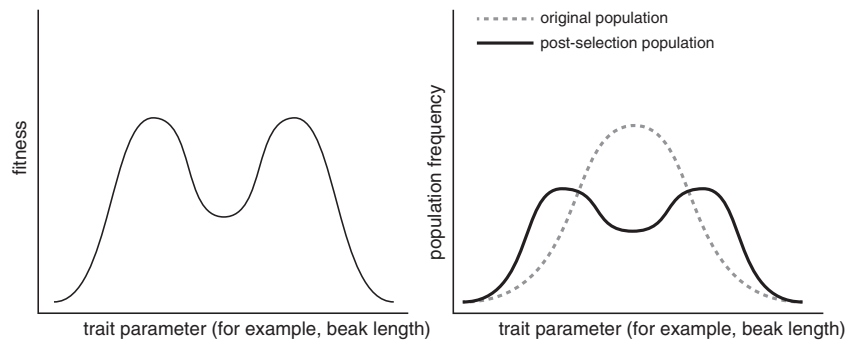 fitness
trait parameter (for example, beak length)
original population
post-selection population
population frequency
trait parameter (for example, beak length)